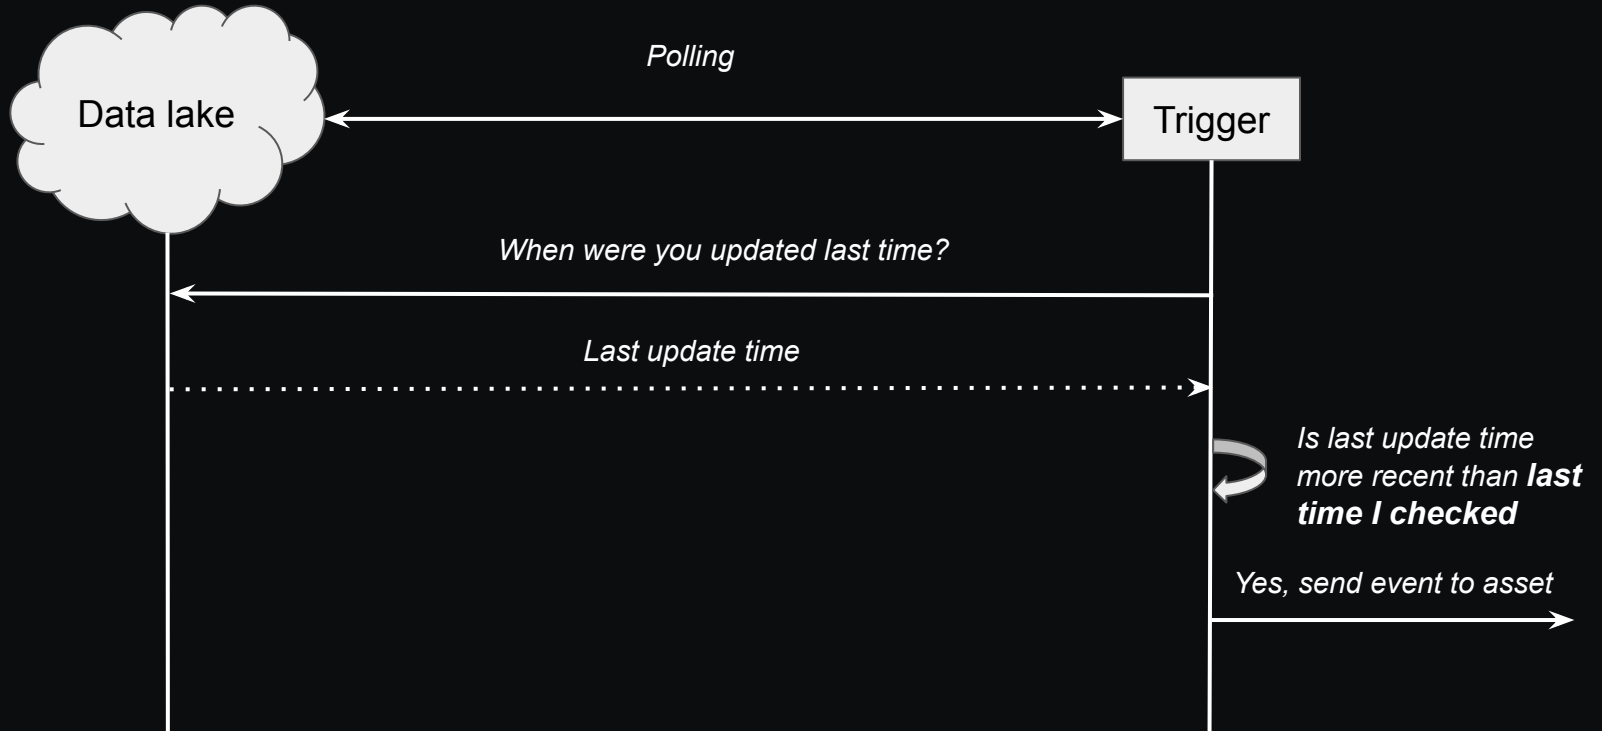 Polling
Data lake
Trigger
When were you updated last time?
Last update time
Is last update time
more recent than last
time I checked
Yes, send event to asset